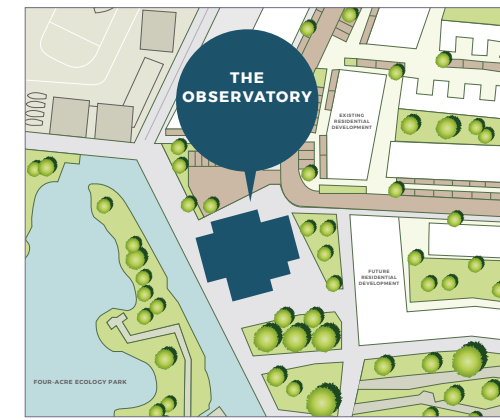 THE
OBSERVATORY
EXISTING
RESIDENTIAL
DEVELOPMENT
FUTURE
RESIDENTIAL
DEVELOPMENT
FOUR-ACRE ECOLOGY PARK